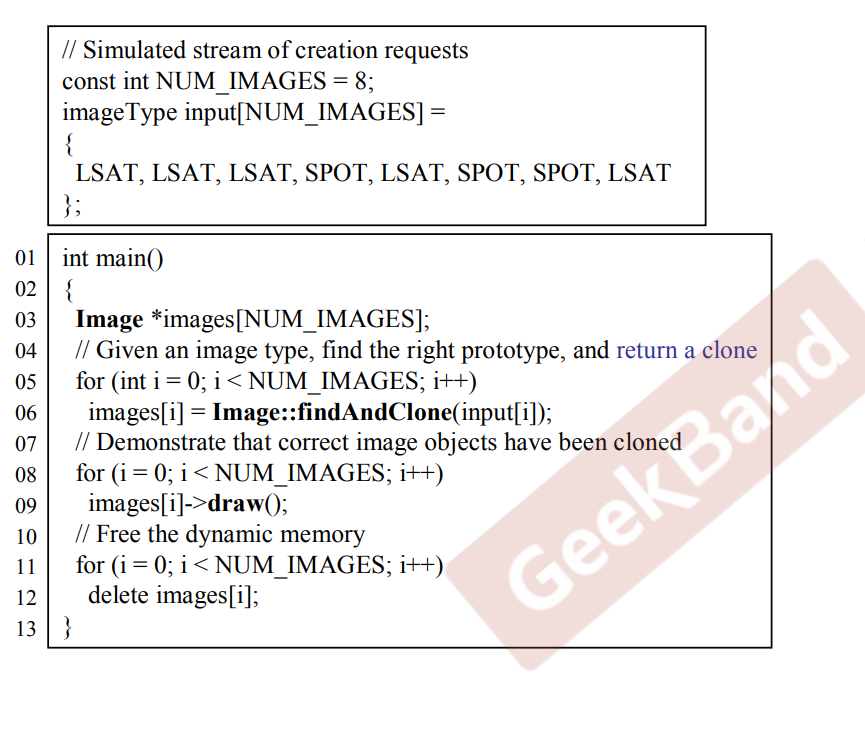 // Simulated stream of creation requests
const int NUM_IMAGES = 8;
imageType input[NUM_IMAGES] =
{
LSAT, LSAT, LSAT, SPOT, LSAT, SPOT, SPOT, LSAT
};
01 int main()
02 {
03 Image *images[NUM_IMAGES];
04 // Given an image type, find the right prototype, and return a clone
05 for (int i = 0; i < NUM_IMAGES; i++)
06 images[i] = Image::findAndClone(input[i]);
07 // Demonstrate that correct image objects have been cloned
08 for (i = 0; i < NUM_IMAGES; i++)
09 images[i]->draw();
10 // Free the dynamic memory
11 for (i = 0; i < NUM_IMAGES; i++)
12 delete images[i];
13 }
GeekBand